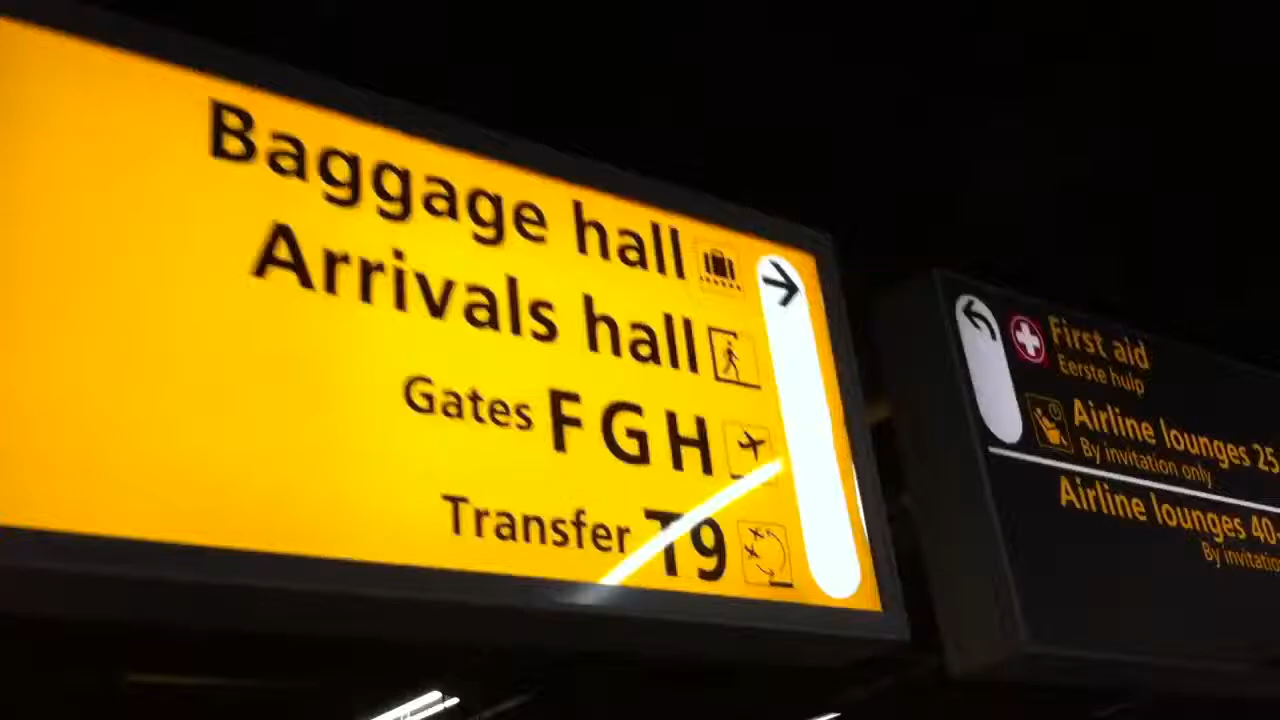 Baggage hall
Arrivals hall
Gates F G H
Transfer T9
First aid
Eerste hulp
Airline lounges 25
By invitation only
Airline lounges 40-
By